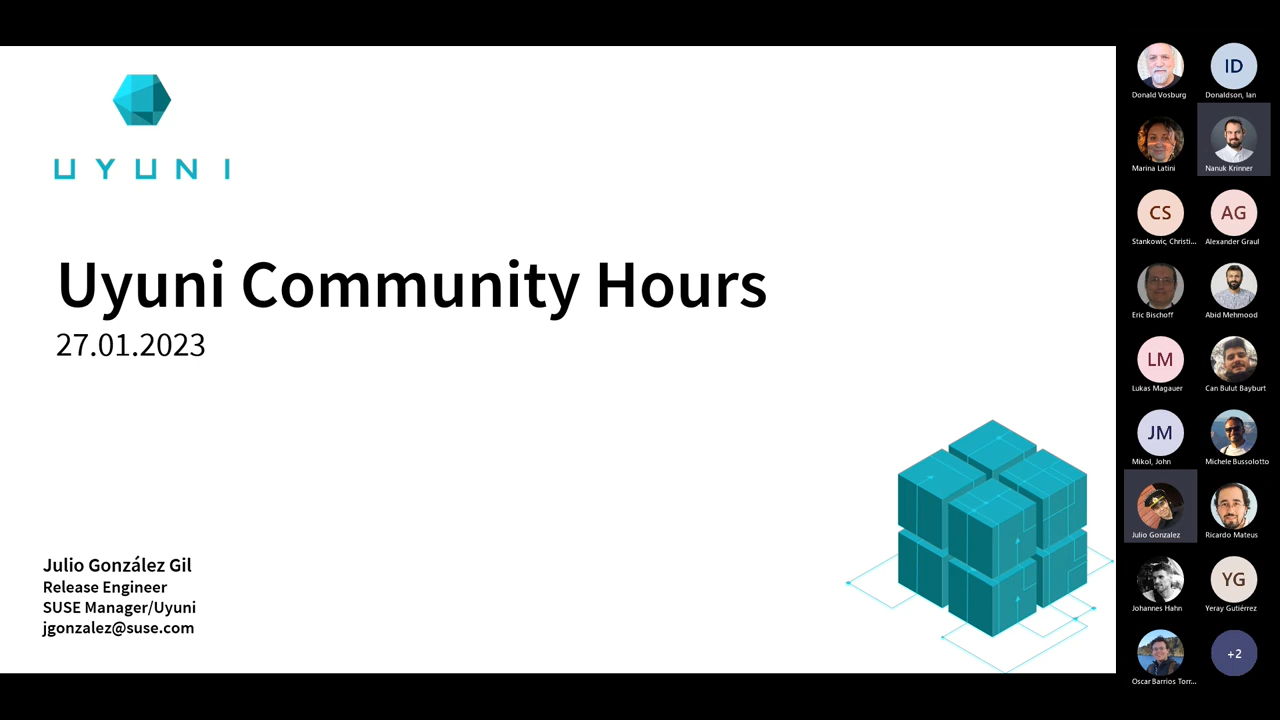 UYUNI
Uyuni Community Hours
27.01.2023
Julio González Gil
Release Engineer
SUSE Manager/Uyuni
jgonzalez@suse.com
Donald Vosburg
ID
Donaldson, Ian
Marina Latini
Nanuk Krinner
CS
Stankowic, Christi...
AG
Alexander Graul
Eric Bischoff
Abid Mehmood
LM
Lukas Magauer
Can Bulut Bayburt
JM
Mikol, John
Michele Bussolotto
Julio Gonzalez
Ricardo Mateus
Johannes Hahn
YG
Yeray Gutiérrez
Oscar Barrios Torr...
+2